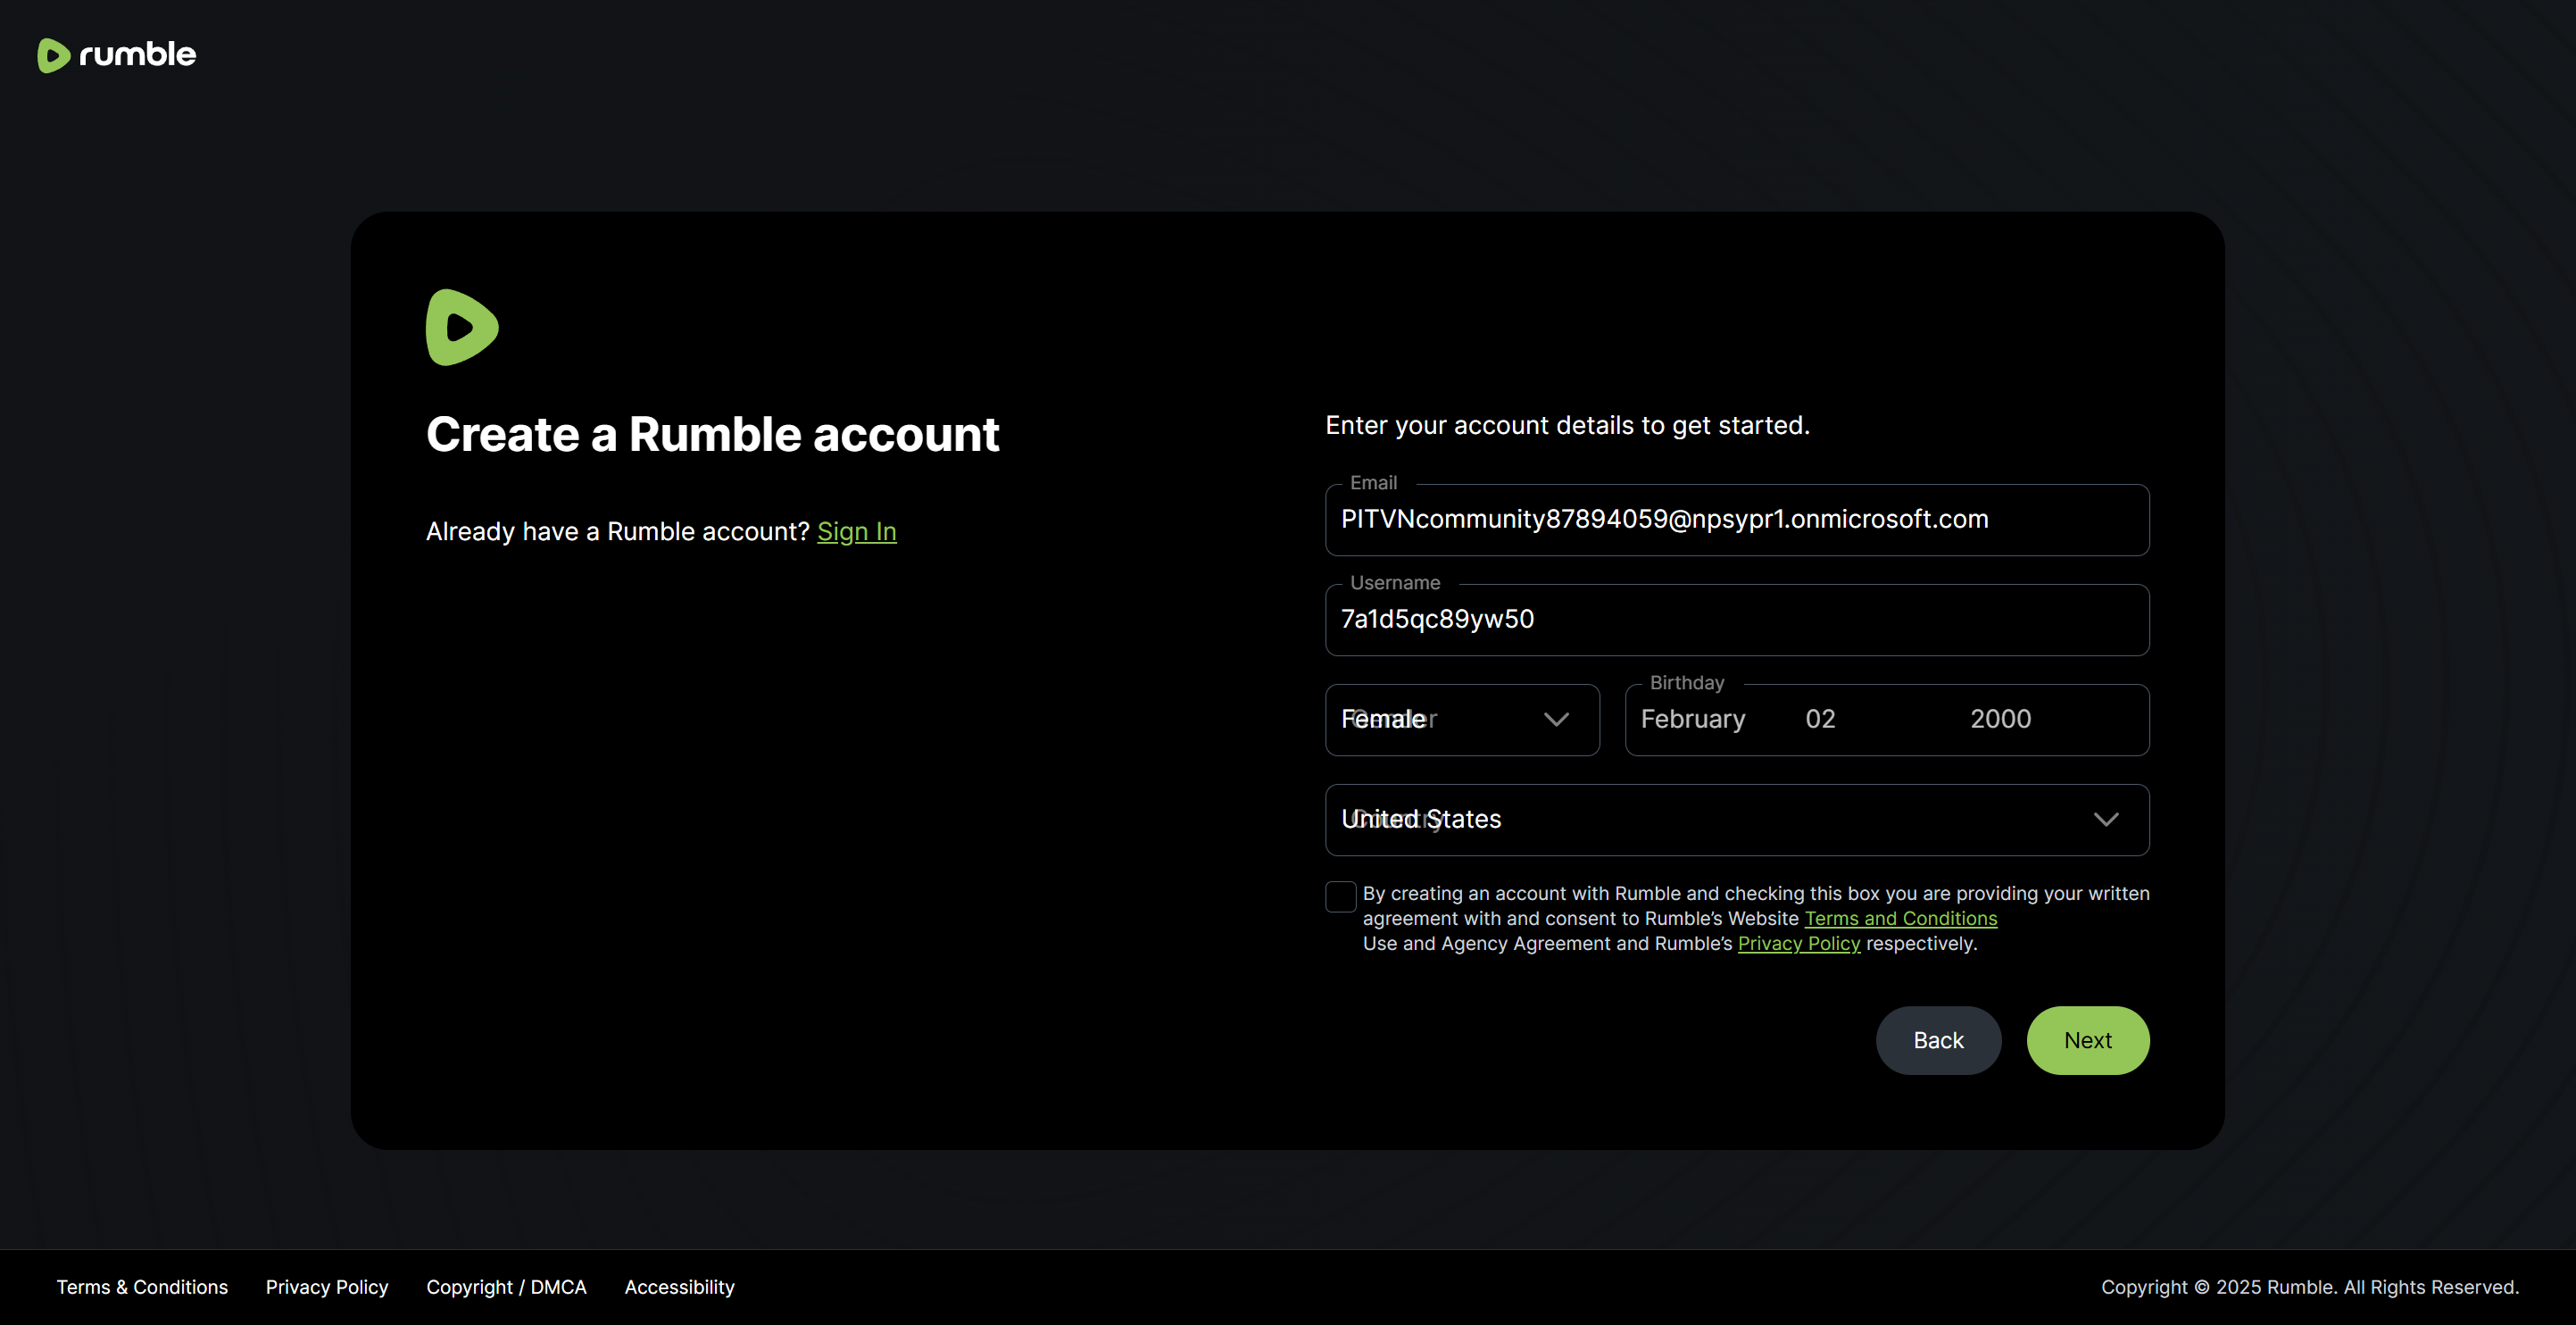 rumble
Create a Rumble account
Already have a Rumble account? Sign In
Enter your account details to get started.
Email
PITVNcommunity87894059@npsypr1.onmicrosoft.com
Username
7a1d5qc89yw50
Gender
Female
Birthday
February 02 2000
Country
United States
By creating an account with Rumble and checking this box you are providing your written
agreement with and consent to Rumble’s Website Terms and Conditions
Use and Agency Agreement and Rumble’s Privacy Policy respectively.
Back Next
Terms & Conditions Privacy Policy Copyright / DMCA Accessibility Copyright © 2025 Rumble. All Rights Reserved.